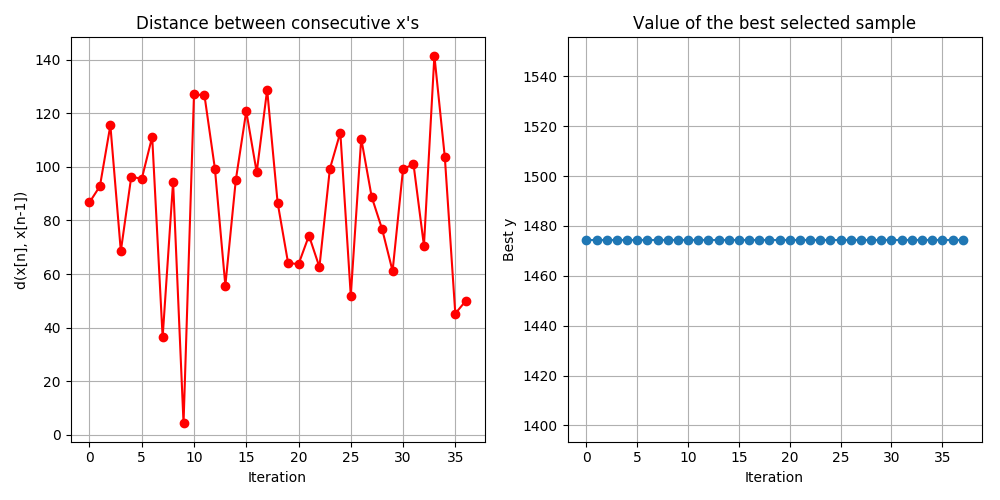 Distance between consecutive x's
d(x[n], x[n-1])
140
120
100
80
60
40
20
0
0 5 10 15 20 25 30 35
Iteration
Value of the best selected sample
Best y
1540
1520
1500
1480
1460
1440
1420
1400
0 5 10 15 20 25 30 35
Iteration